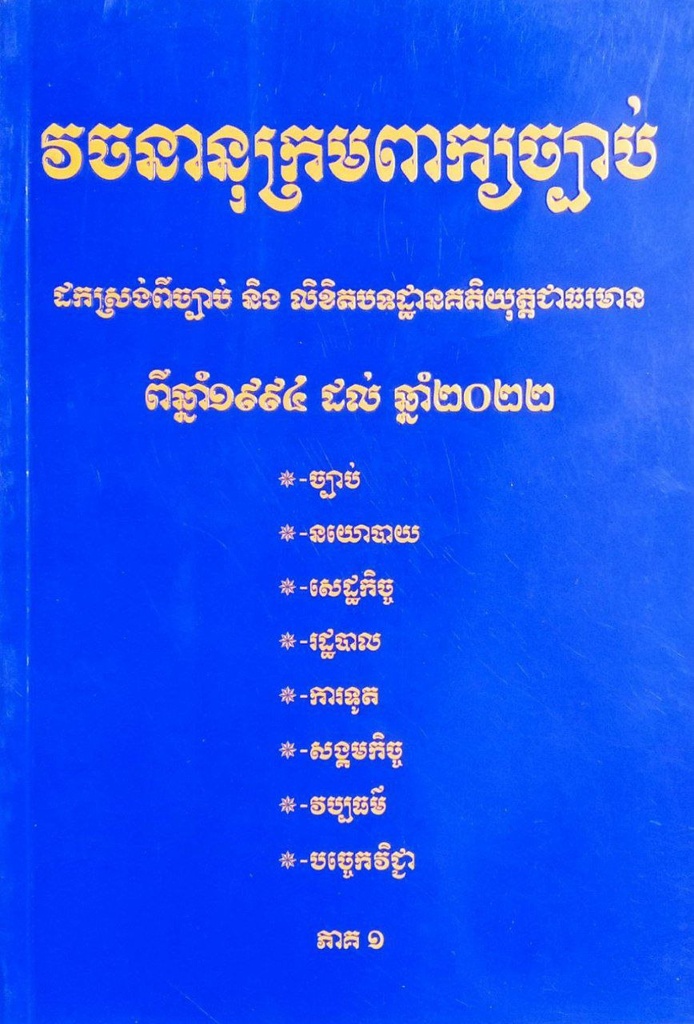 វចនានុក្រមពាក្យច្បាប់
ដកស្រង់ពីច្បាប់ និង លិខិតបទដ្ឋានគតិយុត្តជាធរមាន
ពីឆ្នាំ១៩៩៤ ដល់ ឆ្នាំ២០២២
*-ច្បាប់
*-នយោបាយ
*-សេដ្ឋកិច្ច
*-រដ្ឋបាល
*-ការទូត
*-សង្គមកិច្ច
*-វប្បធម៌
*-បច្ចេកវិជ្ជា
ភាគ ១